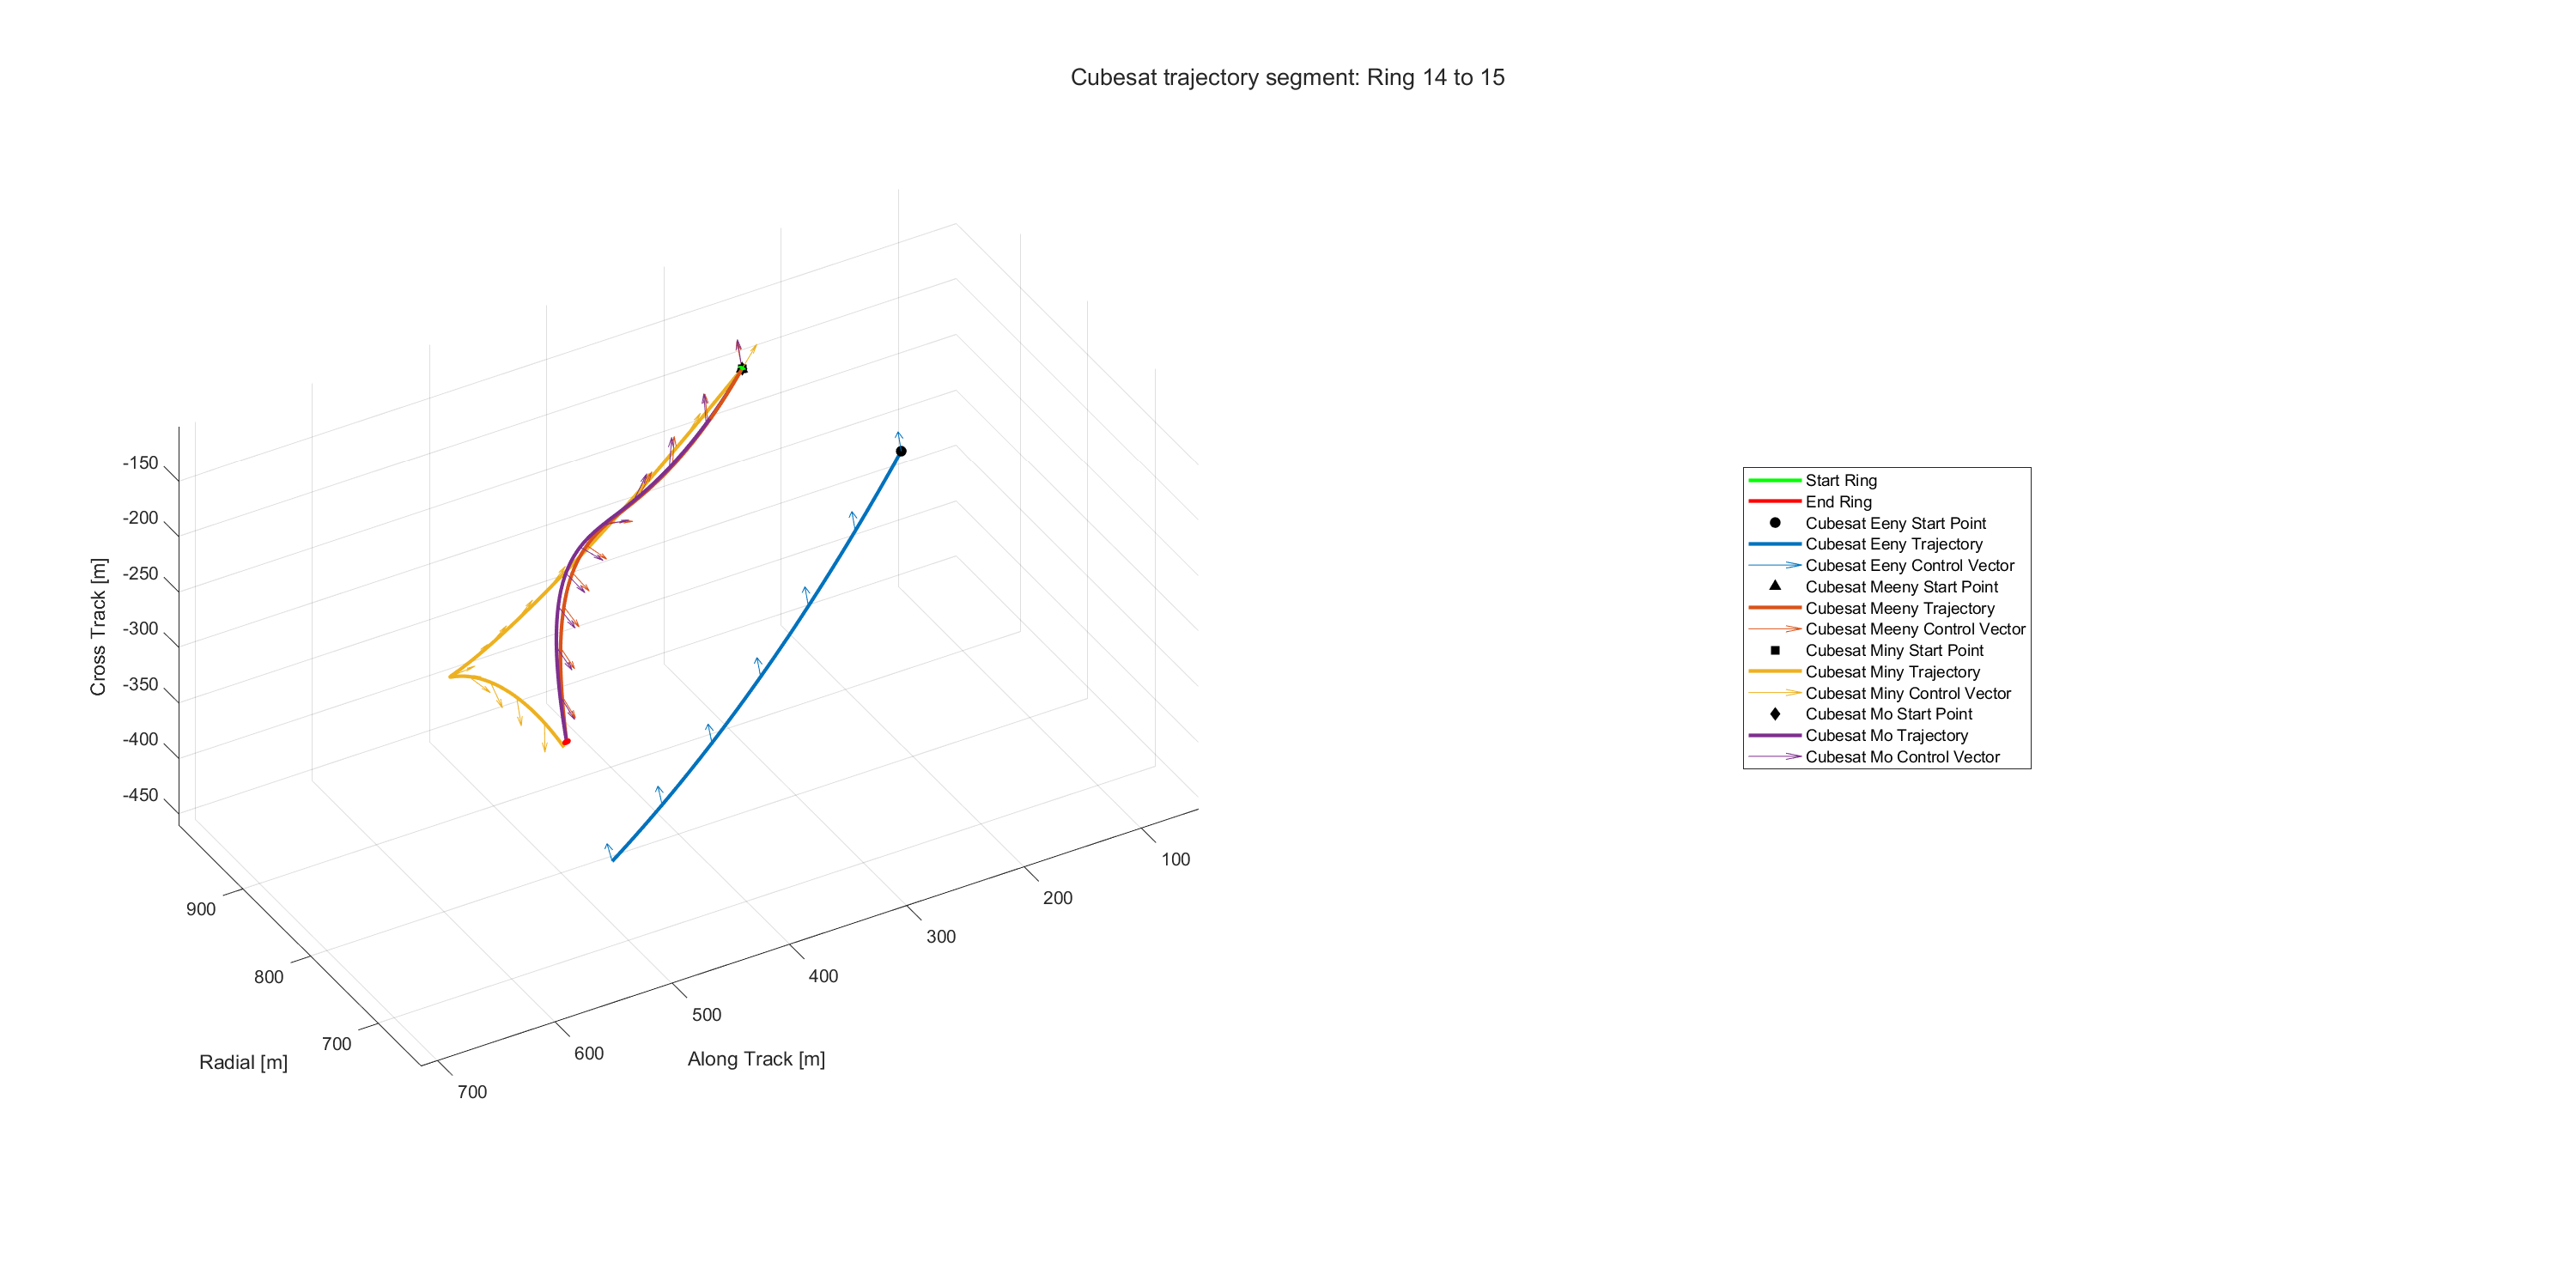 Cubesat trajectory segment: Ring 14 to 15
-150
-200
-250
-300
-350
-400
-450
Cross Track [m]
900
800
700
Radial [m]
700
600
500
400
300
200
100
Along Track [m]
Start Ring
End Ring
Cubesat Eeny Start Point
Cubesat Eeny Trajectory
Cubesat Eeny Control Vector
Cubesat Meeny Start Point
Cubesat Meeny Trajectory
Cubesat Meeny Control Vector
Cubesat Miny Start Point
Cubesat Miny Trajectory
Cubesat Miny Control Vector
Cubesat Mo Start Point
Cubesat Mo Trajectory
Cubesat Mo Control Vector